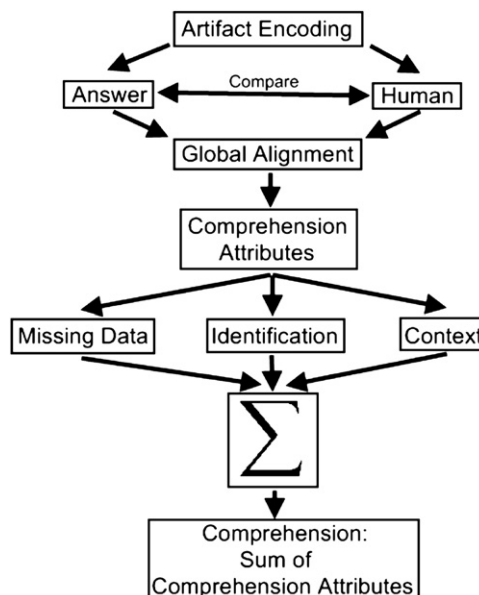 Artifact Encoding
Answer
Compare
Human
Global Alignment
Comprehension
Attributes
Missing Data
Identification
Context
Σ
Comprehension:
Sum of
Comprehension Attributes